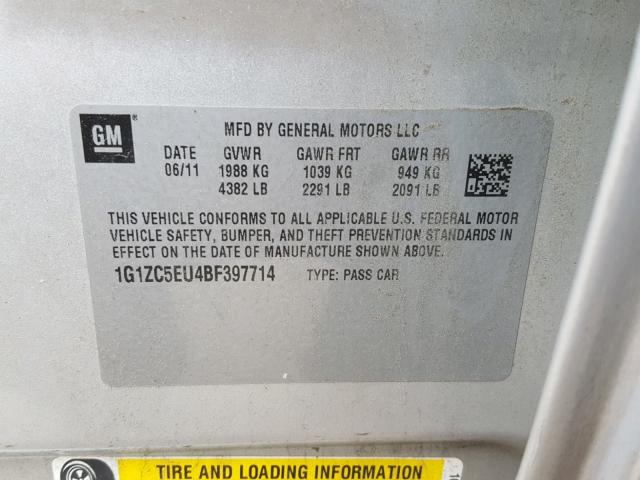 GM ®
MFD BY GENERAL MOTORS LLC
DATE GVWR GAWR FRT GAWR RR
06/11 1988 KG 1039 KG 949 KG
4382 LB 2291 LB 2091 LB
THIS VEHICLE CONFORMS TO ALL APPLICABLE U.S. FEDERAL MOTOR
VEHICLE SAFETY, BUMPER, AND THEFT PREVENTION STANDARDS IN
EFFECT ON THE DATE OF MANUFACTURE SHOWN ABOVE.
1G1ZC5EU4BF397714 TYPE: PASS CAR
TIRE AND LOADING INFORMATION